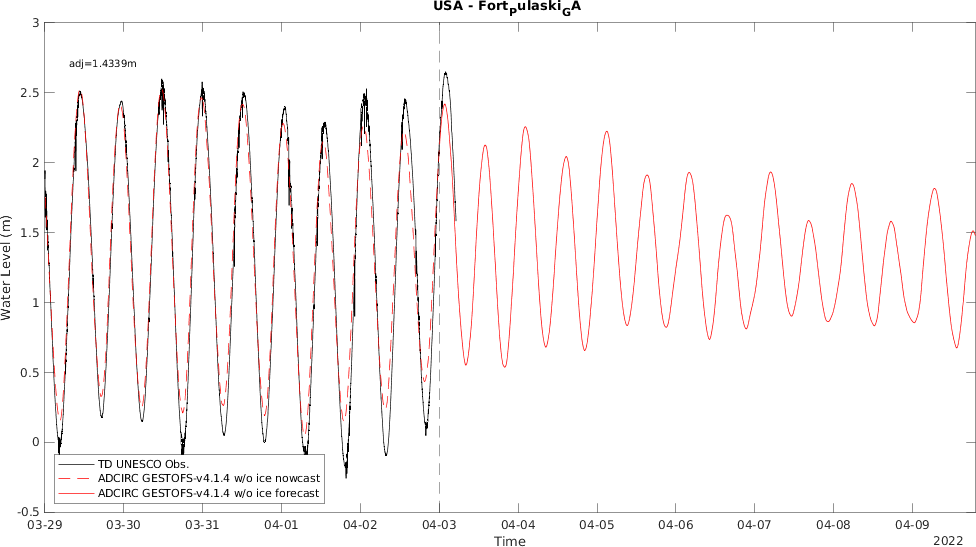 USA - Fort_Pulaski_GA
3
adj=1.4339m
2.5
2
1.5
Water Level (m)
1
0.5
0
TD UNESCO Obs.
ADCIRC GESTOFS-v4.1.4 w/o ice nowcast
ADCIRC GESTOFS-v4.1.4 w/o ice forecast
-0.5
03-29 03-30 03-31 04-01 04-02 04-03 04-04 04-05 04-06 04-07 04-08 04-09
Time
2022